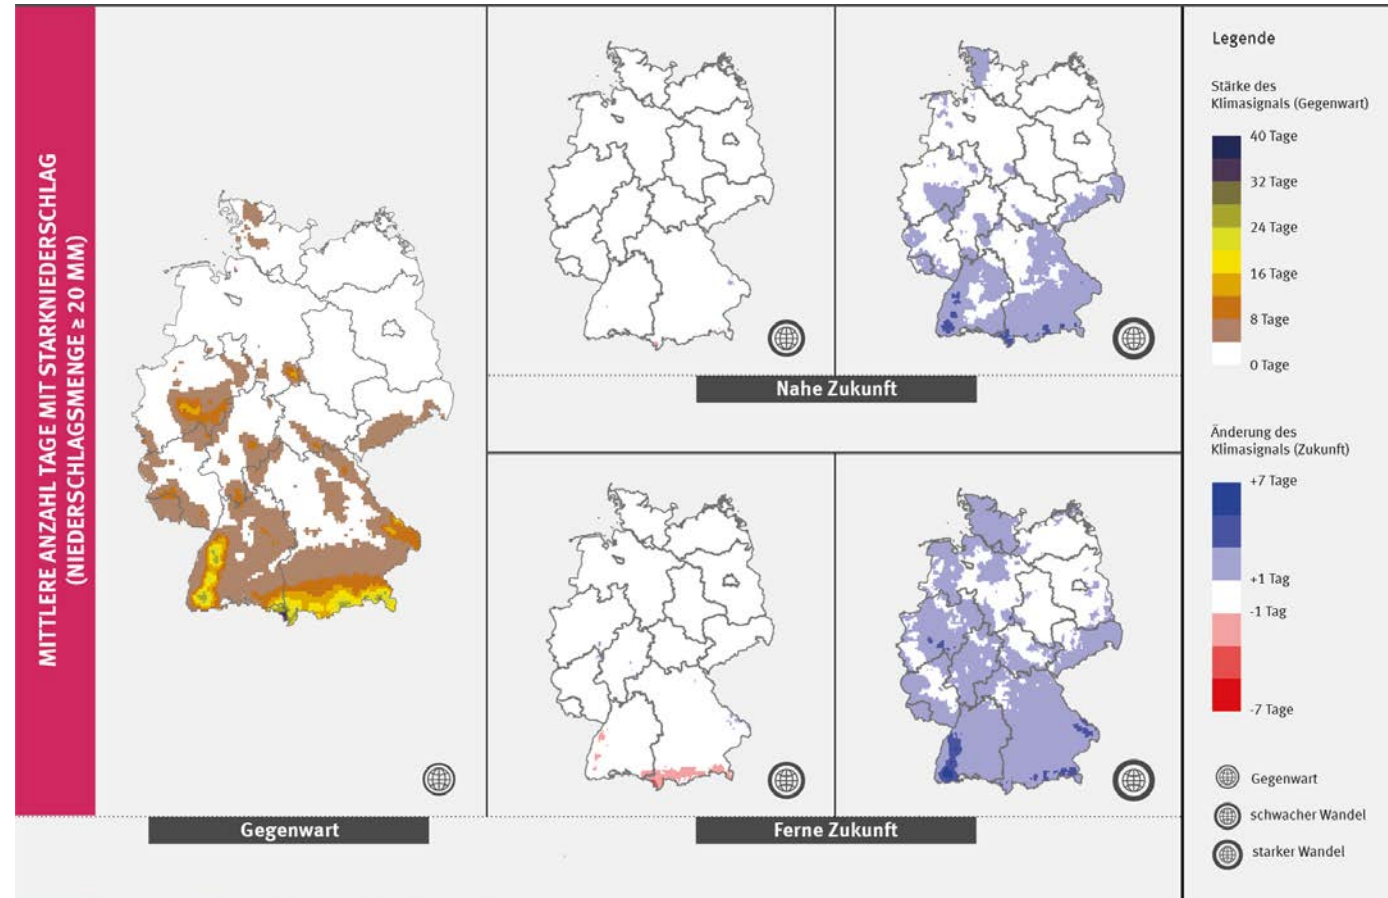 MITTLERE ANZAHL TAGE MIT STARKNIEDERSCHLAG
(NIEDERSCHLAGSMENGE ≥ 20 MM)
Gegenwart
Nahe Zukunft
Ferne Zukunft
Legende
Stärke des
Klimasignals (Gegenwart)
40 Tage
32 Tage
24 Tage
16 Tage
8 Tage
0 Tage
Änderung des
Klimasignals (Zukunft)
+7 Tage
+1 Tag
-1 Tag
-7 Tage
Gegenwart
schwacher Wandel
starker Wandel